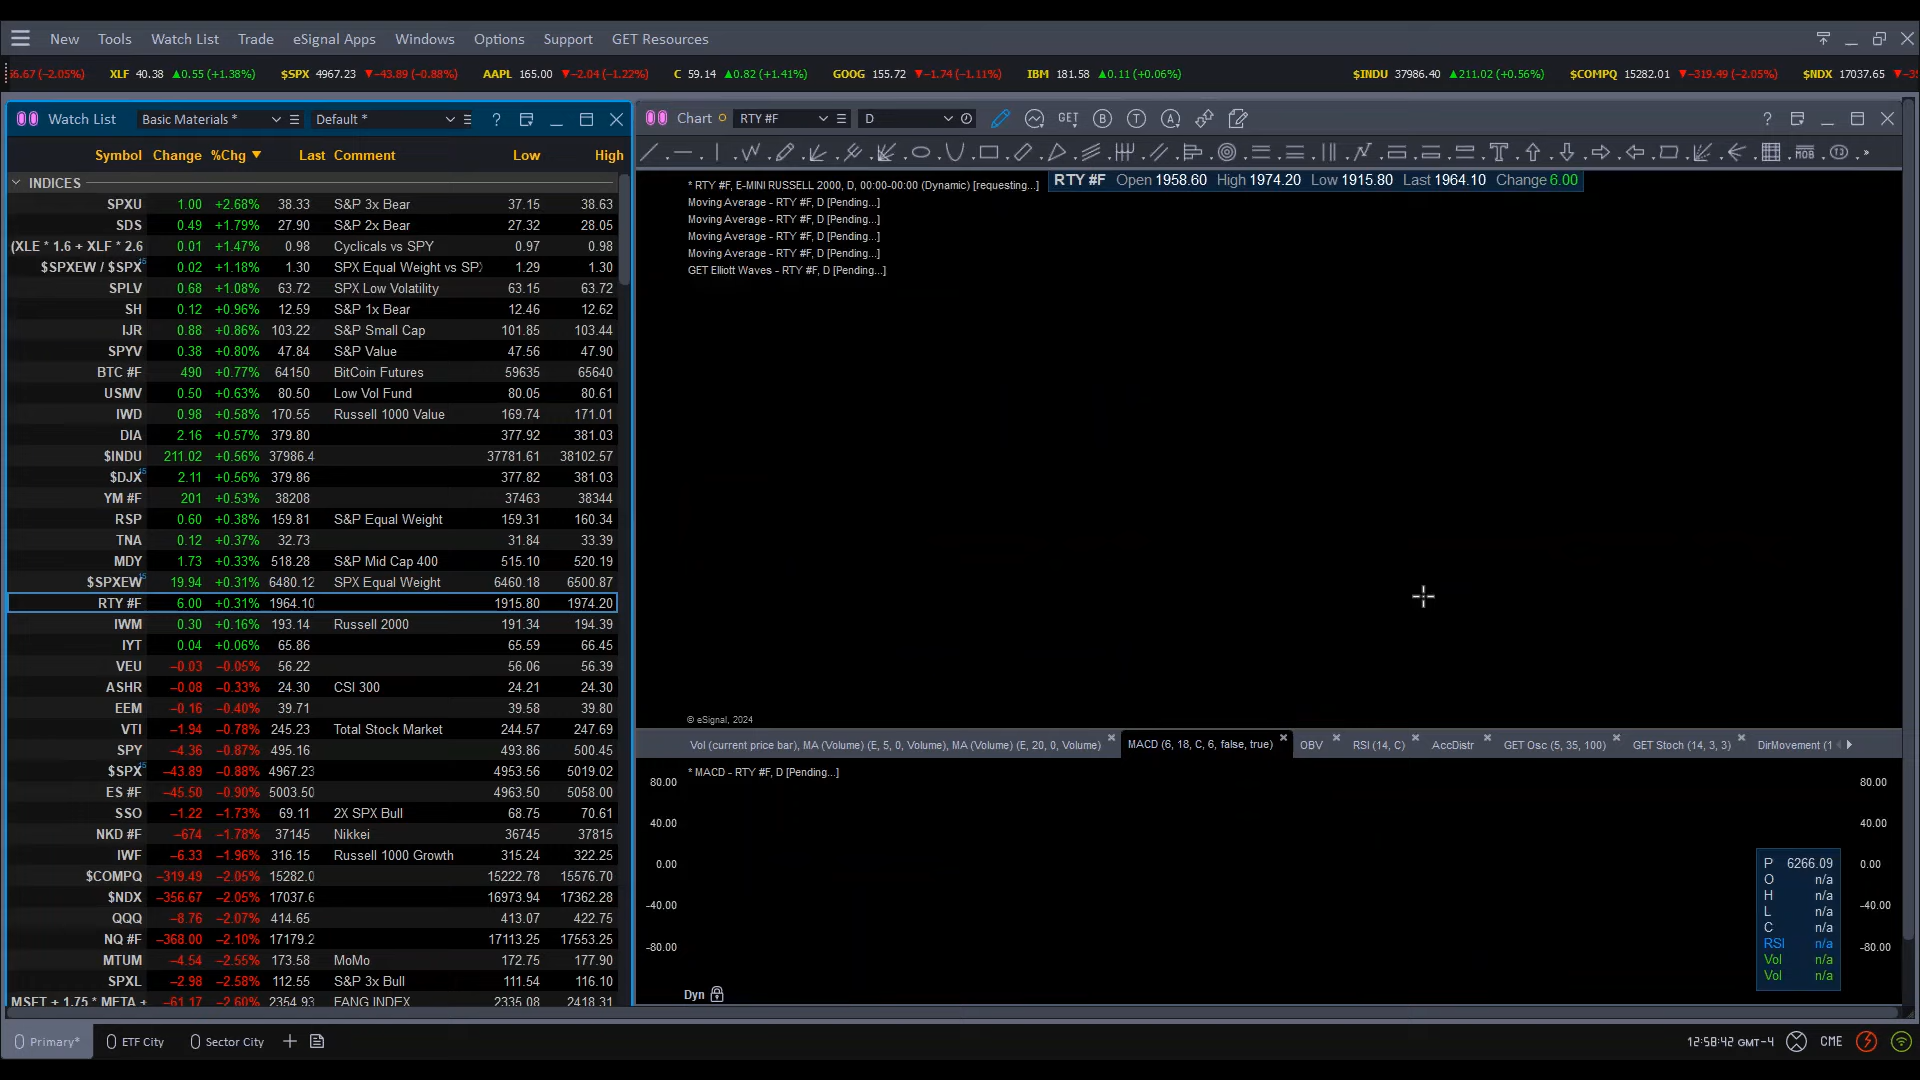 New Tools Watch List Trade eSignal Apps Windows Options Support GET Resources
(-2.05%) XLF 40.38 ▲0.55 (+1.38%) $SPX 4967.23 ▼-43.89 (-0.88%) AAPL 165.00 ▼-2.04 (-1.22%) C 59.14 ▲0.82 (+1.41%) GOOG 155.72 ▼-1.74 (-1.11%) IBM 181.58 ▲0.11 (+0.06%) $INDU 37986.40 ▲211.02 (+0.56%) $COMPQ 15282.01 ▼-319.49 (-2.05%) $NDX 17037.65
Watch List Basic Materials * Default * ?
Symbol Change %Chg ▼ Last Comment Low High
INDICES
SPXU 1.00 +2.68% 38.33 S&P 3x Bear 37.15 38.63
SDS 0.49 +1.79% 27.90 S&P 2x Bear 27.32 28.05
(XLE * 1.6 + XLF * 2.6 0.01 +1.47% 0.98 Cyclicals vs SPY 0.97 0.98
$SPXEW / $SPX 0.02 +1.18% 1.30 SPX Equal Weight vs SP 1.29 1.30
SPLV 0.68 +1.08% 63.72 SPX Low Volatility 63.15 63.72
SH 0.12 +0.96% 12.59 S&P 1x Bear 12.46 12.62
IJR 0.88 +0.86% 103.22 S&P Small Cap 101.85 103.44
SPYV 0.38 +0.80% 47.84 S&P Value 47.56 47.90
BTC #F 490 +0.77% 64150 BitCoin Futures 59635 65640
USMV 0.50 +0.63% 80.50 Low Vol Fund 80.05 80.61
IWD 0.98 +0.58% 170.55 Russell 1000 Value 169.74 171.01
DIA 2.16 +0.57% 379.80 377.92 381.03
$INDU 211.02 +0.56% 37986.4 37781.61 38102.57
$DJX 2.11 +0.56% 379.86 377.82 381.03
YM #F 201 +0.53% 38208 37463 38344
RSP 0.60 +0.38% 159.81 S&P Equal Weight 159.31 160.34
TNA 0.12 +0.37% 32.73 31.84 33.39
MDY 1.73 +0.33% 518.28 S&P Mid Cap 400 515.10 520.19
$SPXEW 19.94 +0.31% 6480.12 SPX Equal Weight 6460.18 6500.87
RTY #F 6.00 +0.31% 1964.10 1915.80 1974.20
IWM 0.30 +0.16% 193.14 Russell 2000 191.34 194.39
IYT 0.04 +0.06% 65.86 65.59 66.45
VEU -0.03 -0.05% 56.22 56.06 56.39
ASHR -0.08 -0.33% 24.30 CSI 300 24.21 24.30
EEM -0.16 -0.40% 39.71 39.58 39.80
VTI -1.94 -0.78% 245.23 Total Stock Market 244.57 247.69
SPY -4.36 -0.87% 495.16 493.86 500.45
$SPX -43.89 -0.88% 4967.23 4953.56 5019.02
ES #F -45.50 -0.90% 5003.50 4963.50 5058.00
SSO -1.22 -1.73% 69.11 2X SPX Bull 68.75 70.61
NKD #F -674 -1.78% 37145 Nikkei 36745 37815
IWF -6.33 -1.96% 316.15 Russell 1000 Growth 315.24 322.25
$COMPQ -319.49 -2.05% 15282.0 15222.78 15576.70
$NDX -356.67 -2.05% 17037.6 16973.94 17362.28
QQQ -8.76 -2.07% 414.65 413.07 422.75
NQ #F -368.00 -2.10% 17179.2 17113.25 17553.25
MTUM -4.54 -2.55% 173.58 MoMo 172.75 177.90
SPXL -2.98 -2.58% 112.55 S&P 3x Bull 111.54 116.10
MSFT + 1.75 * META + -61.17 -2.60% 2354.93 FANG INDEX 2335.08 2418.31
Chart RTY #F D GET B T A ?
T MOB TJ »
* RTY #F, E-MINI RUSSELL 2000, D, 00:00-00:00 (Dynamic) [requesting...]
RTY #F Open 1958.60 High 1974.20 Low 1915.80 Last 1964.10 Change 6.00
Moving Average - RTY #F, D [Pending...]
Moving Average - RTY #F, D [Pending...]
Moving Average - RTY #F, D [Pending...]
Moving Average - RTY #F, D [Pending...]
GET Elliott Waves - RTY #F, D [Pending...]
© eSignal, 2024
Vol (current price bar), MA (Volume) (E, 5, 0, Volume), MA (Volume) (E, 20, 0, Volume) MACD (6, 18, C, 6, false, true) OBV RSI (14, C) AccDistr GET Osc (5, 35, 100) GET Stoch (14, 3, 3) DirMovement (1
* MACD - RTY #F, D [Pending...]
80.00 80.00
40.00 40.00
0.00 0.00
-40.00 -40.00
-80.00 -80.00
P 6266.09
O n/a
H n/a
L n/a
C n/a
RSI n/a
Vol n/a
Vol n/a
Dyn
Primary* ETF City Sector City 12:58:42 GMT-4 CME